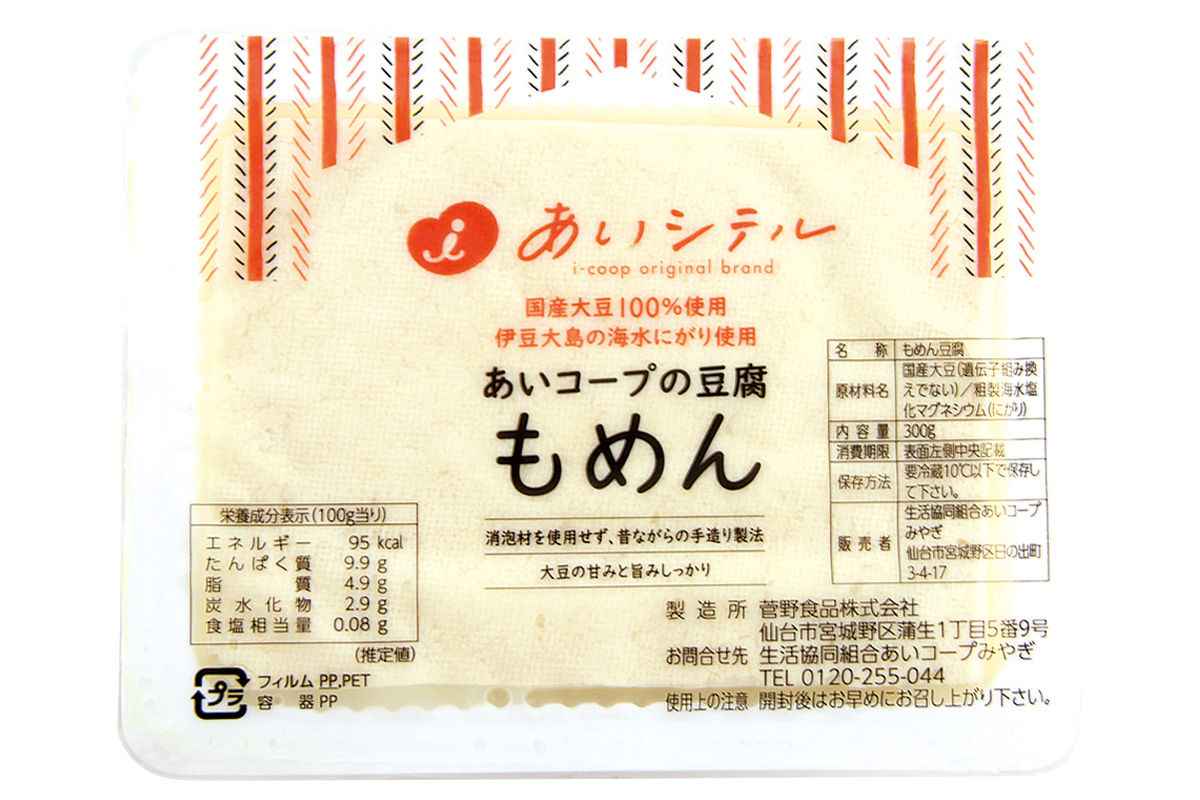 i あいシテル
i-coop original brand
国産大豆100%使用
伊豆大島の海水にがり使用
あいコープの豆腐
もめん
消泡材を使用せず、昔ながらの手造り製法
大豆の甘みと旨みしっかり
名称 もめん豆腐
原材料名 国産大豆(遺伝子組み換
えでない)/粗製海水塩
化マグネシウム(にがり)
内容量 300g
消費期限 表面左側中央記載
保存方法 要冷蔵10℃以下で保存し
て下さい。
販売者 生活協同組合あいコープ
みやぎ
仙台市宮城野区日の出町
3-4-17
栄養成分表示(100g当り)
エネルギー 95 kcal
たんぱく質 9.9 g
脂質 4.9 g
炭水化物 2.9 g
食塩相当量 0.08 g
(推定値)
プラ フィルム PP,PET
容器 PP
製造所 菅野食品株式会社
仙台市宮城野区蒲生1丁目5番9号
お問合せ先 生活協同組合あいコープみやぎ
TEL 0120-255-044
使用上の注意 開封後はお早めにお召し上がり下さい。